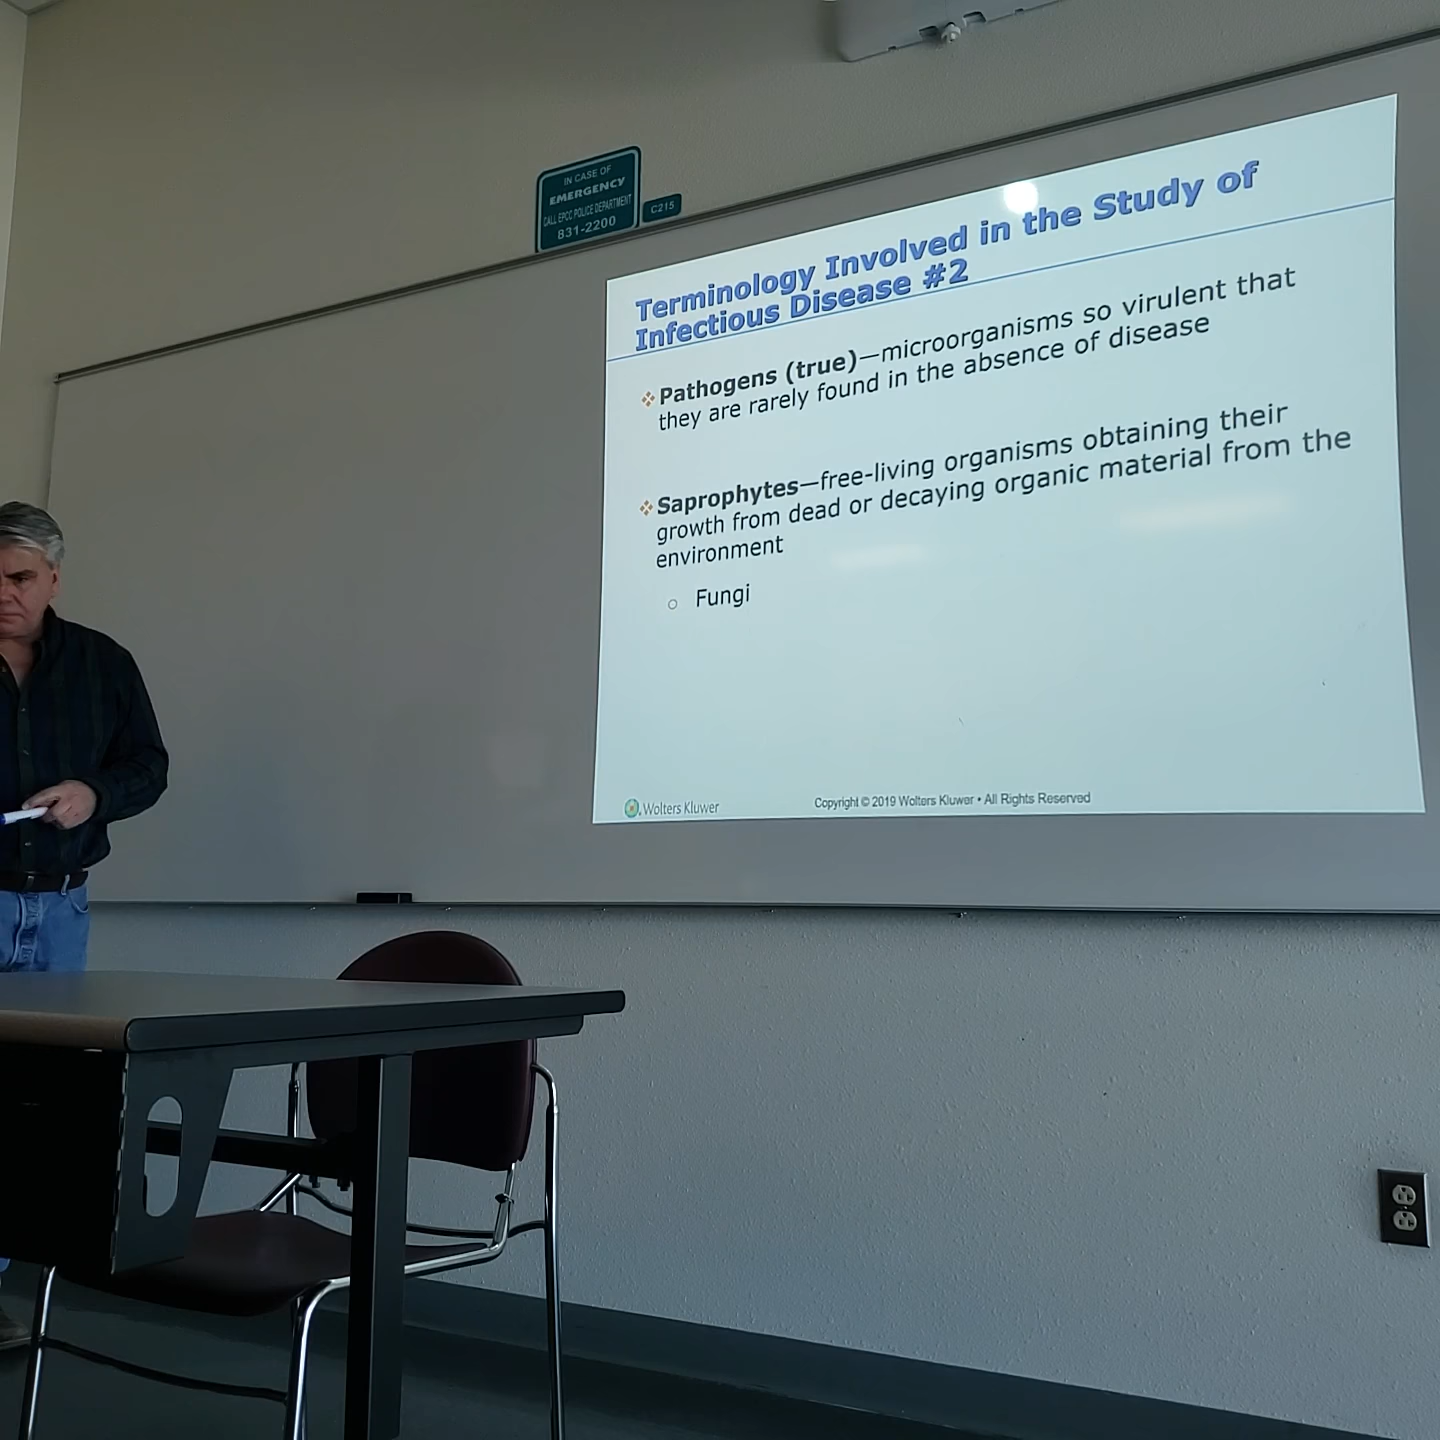 IN CASE OF
EMERGENCY
CALL EPCC POLICE DEPARTMENT
831-2200
C215
Terminology Involved in the Study of
Infectious Disease #2
❖Pathogens (true)—microorganisms so virulent that
they are rarely found in the absence of disease
❖Saprophytes—free-living organisms obtaining their
growth from dead or decaying organic material from the
environment
○ Fungi
Wolters Kluwer
Copyright © 2019 Wolters Kluwer • All Rights Reserved